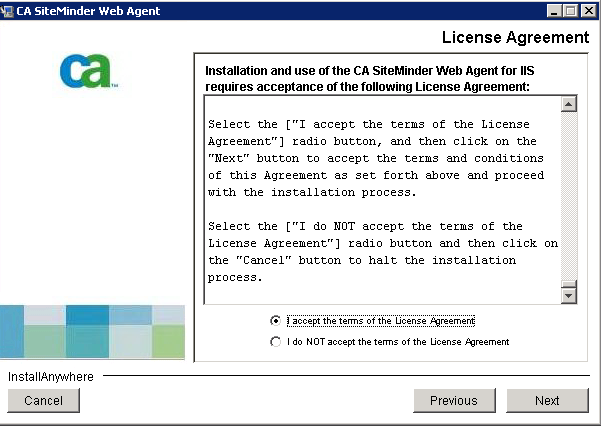 CA SiteMinder Web Agent
License Agreement
ca
Installation and use of the CA SiteMinder Web Agent for IIS
requires acceptance of the following License Agreement:
Select the ["I accept the terms of the License
Agreement"] radio button, and then click on the
"Next" button to accept the terms and conditions
of this Agreement as set forth above and proceed
with the installation process.
Select the ["I do NOT accept the terms of the
License Agreement"] radio button and then click on
the "Cancel" button to halt the installation
process.
I accept the terms of the License Agreement
I do NOT accept the terms of the License Agreement
InstallAnywhere
Cancel
Previous
Next